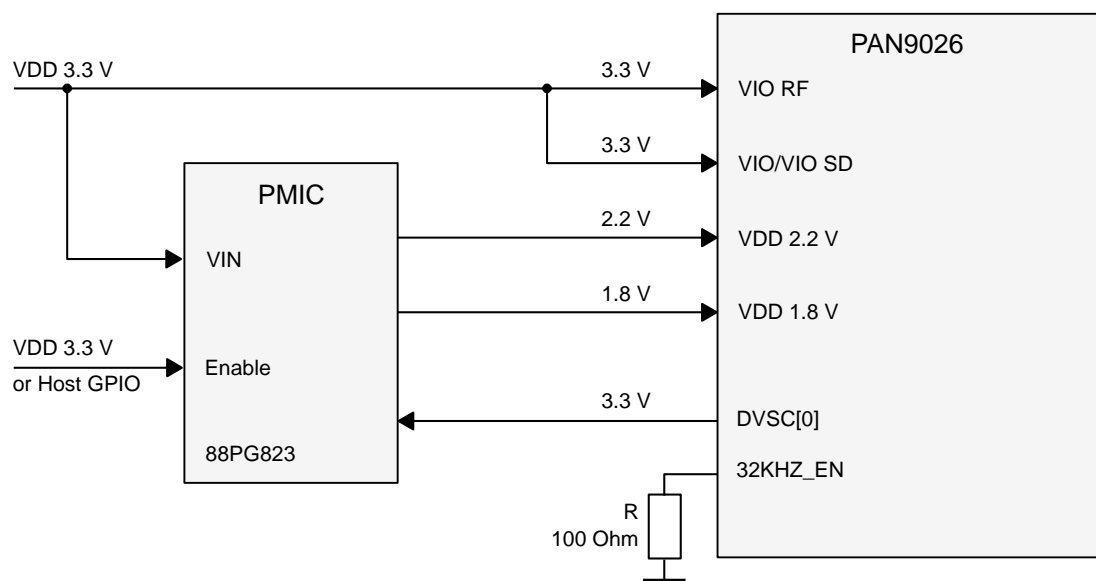 PAN9026
VDD 3.3 V
3.3 V
VIO RF
3.3 V
VIO/VIO SD
PMIC
2.2 V
VDD 2.2 V
VIN
1.8 V
VDD 1.8 V
VDD 3.3 V
or Host GPIO
Enable
3.3 V
DVSC[0]
88PG823
32KHZ_EN
R
100 Ohm